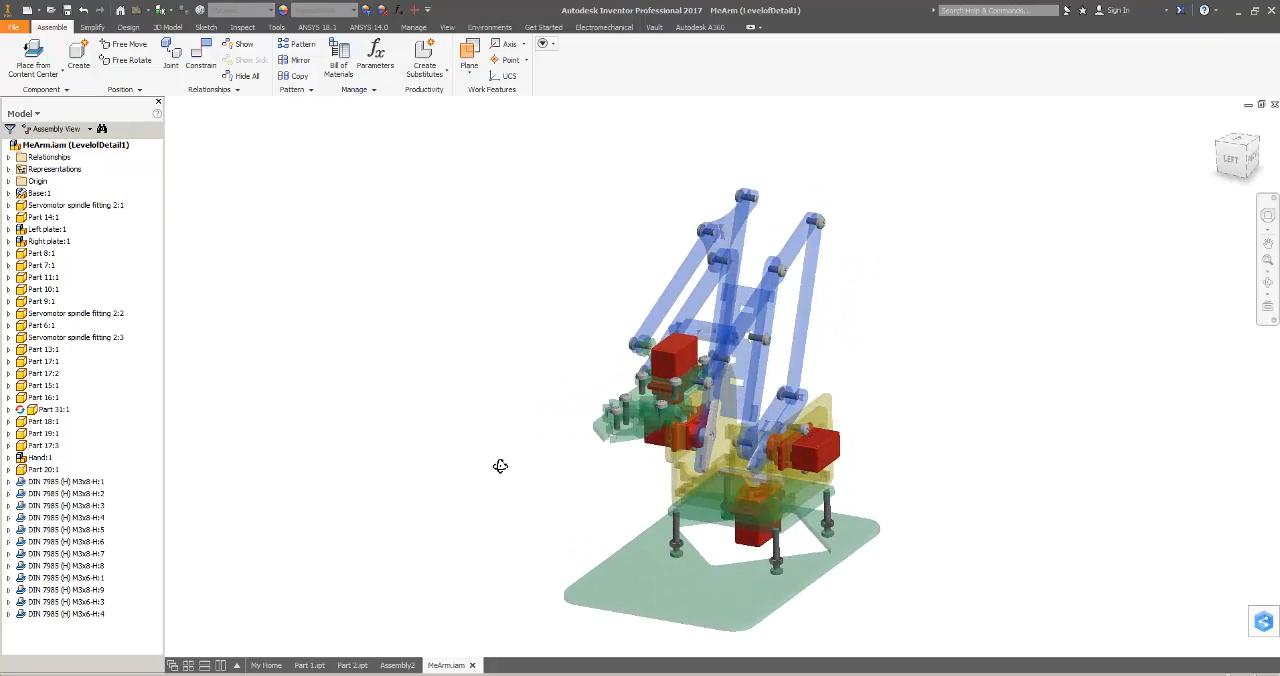 Autodesk Inventor Professional 2017   MeArm (LevelofDetail1)
Search Help & Commands...
Sign In
File Assemble Simplify Design 3D Model Sketch Inspect Tools ANSYS 18.1 ANSYS 14.0 Manage View Environments Get Started Electromechanical Vault Autodesk A360
Place from
Content Center
Create
Component
Free Move
Free Rotate
Position
Joint
Constrain
Show
Show Sick
Hide All
Relationships
Pattern
Mirror
Copy
Pattern
Bill of
Materials
Parameters
Manage
Create
Substitutes
Productivity
Plane
Axis
Point
UCS
Work Features
Model
Assembly View
MeArm.iam (LevelofDetail1)
Relationships
Representations
Origin
Base:1
Servomotor spindle fitting 2:1
Part 14:1
Left plate:1
Right plate:1
Part 8:1
Part 7:1
Part 11:1
Part 10:1
Part 9:1
Servomotor spindle fitting 2:2
Part 6:1
Servomotor spindle fitting 2:3
Part 13:1
Part 17:1
Part 17:2
Part 15:1
Part 16:1
Part 31:1
Part 18:1
Part 19:1
Part 17:3
Hand:1
Part 20:1
DIN 7985 (H) M3x8-H:1
DIN 7985 (H) M3x8-H:2
DIN 7985 (H) M3x8-H:3
DIN 7985 (H) M3x8-H:4
DIN 7985 (H) M3x8-H:5
DIN 7985 (H) M3x8-H:6
DIN 7985 (H) M3x8-H:7
DIN 7985 (H) M3x8-H:8
DIN 7985 (H) M3x6-H:1
DIN 7985 (H) M3x8-H:9
DIN 7985 (H) M3x6-H:3
DIN 7985 (H) M3x6-H:4
LEFT
My Home Part 1.ipt Part 2.ipt Assembly2 MeArm.iam